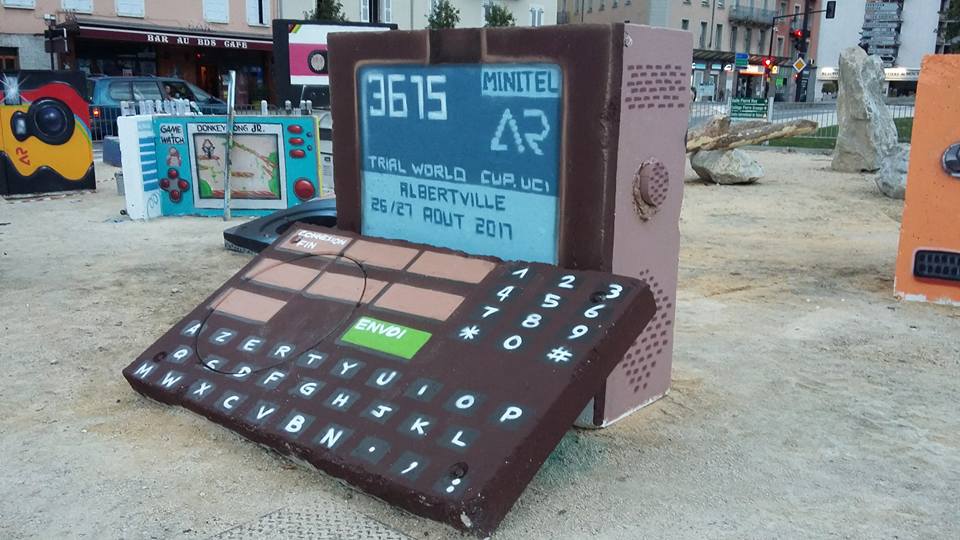 BAR AU BDS CAFE
GAME &
WATCH
DONKEY KONG JR.
AR
3615
MINITEL
AR
TRIAL WORLD CUP. UCI
ALBERTVILLE
26/27 AOUT 2017
CONNEXION
FIN
ENVOI
1 2 3
4 5 6
7 8 9
* 0 #
A Z E R T Y U I O P
Q C D F G H J K L
M W X C V B N . , :